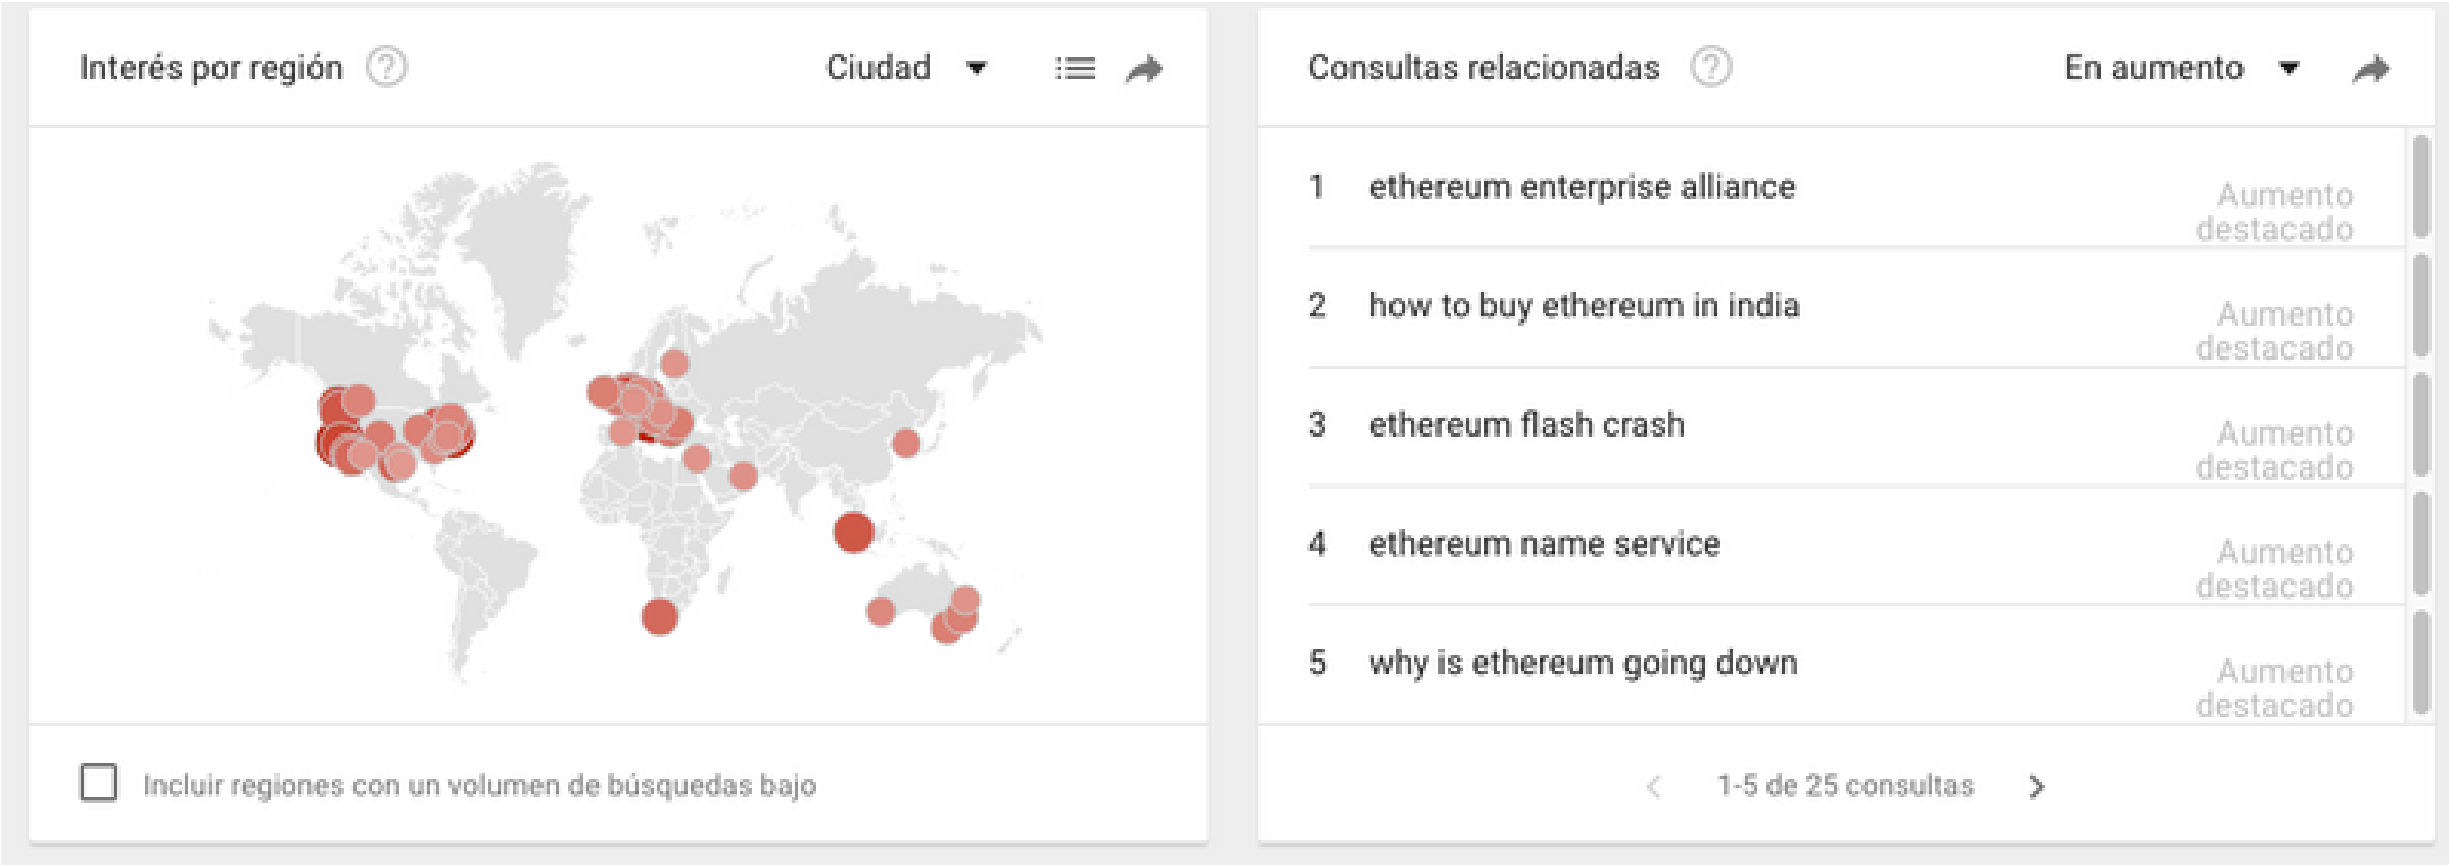 Interés por región
Ciudad
Consultas relacionadas
En aumento
1 ethereum enterprise alliance
Aumento
destacado
2 how to buy ethereum in india
Aumento
destacado
3 ethereum flash crash
Aumento
destacado
4 ethereum name service
Aumento
destacado
5 why is ethereum going down
Aumento
destacado
Incluir regiones con un volumen de búsquedas bajo
1-5 de 25 consultas